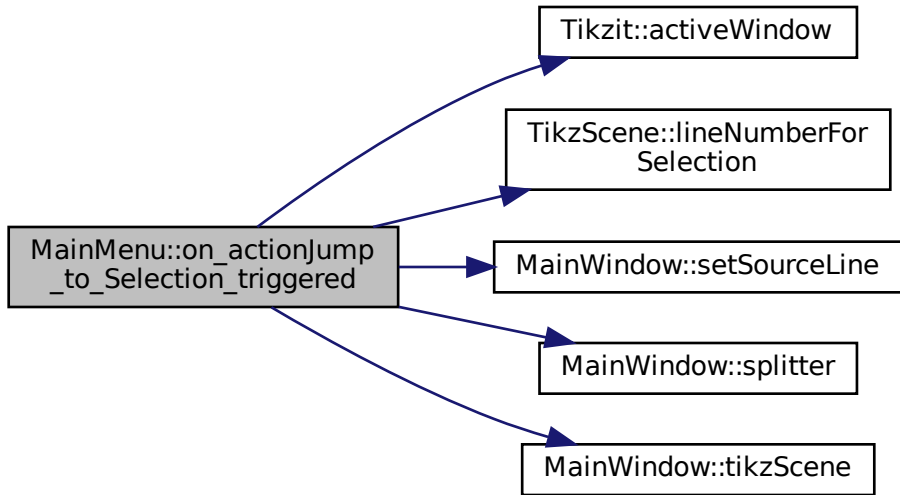 Tikzit::activeWindow
TikzScene::lineNumberFor
Selection
MainMenu::on_actionJump
_to_Selection_triggered
MainWindow::setSourceLine
MainWindow::splitter
MainWindow::tikzScene